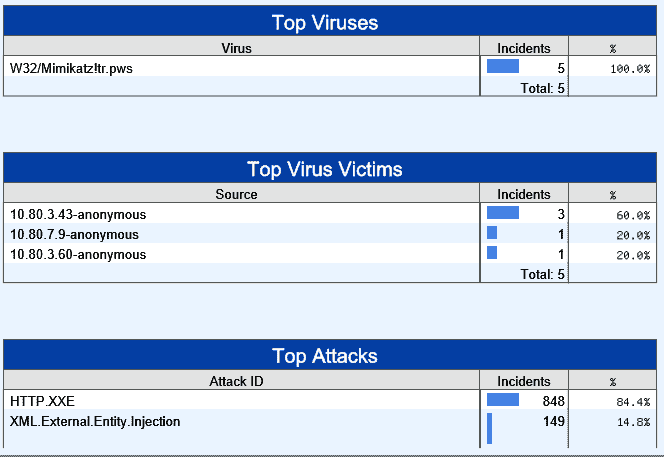 Top Viruses
Virus Incidents %
W32/Mimikatz!tr.pws 5 100.0%
Total: 5
Top Virus Victims
Source Incidents %
10.80.3.43-anonymous 3 60.0%
10.80.7.9-anonymous 1 20.0%
10.80.3.60-anonymous 1 20.0%
Total: 5
Top Attacks
Attack ID Incidents %
HTTP.XXE 848 84.4%
XML.External.Entity.Injection 149 14.8%